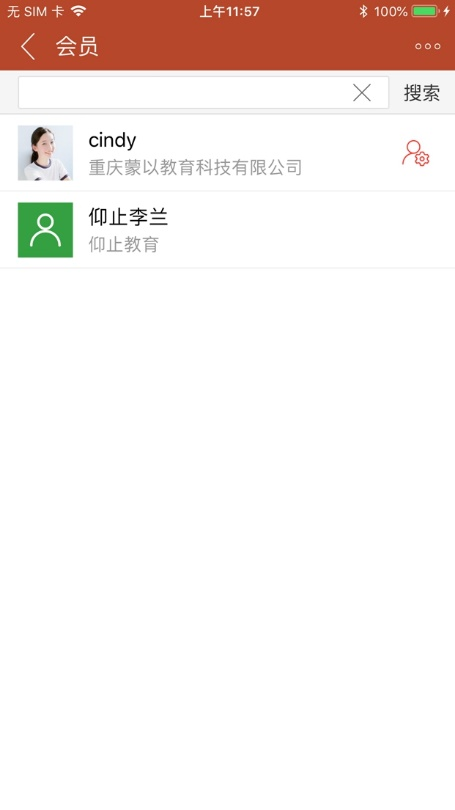 无 SIM 卡 上午11:57 100%
会员
搜索
cindy
重庆蒙以教育科技有限公司
仰止李兰
仰止教育